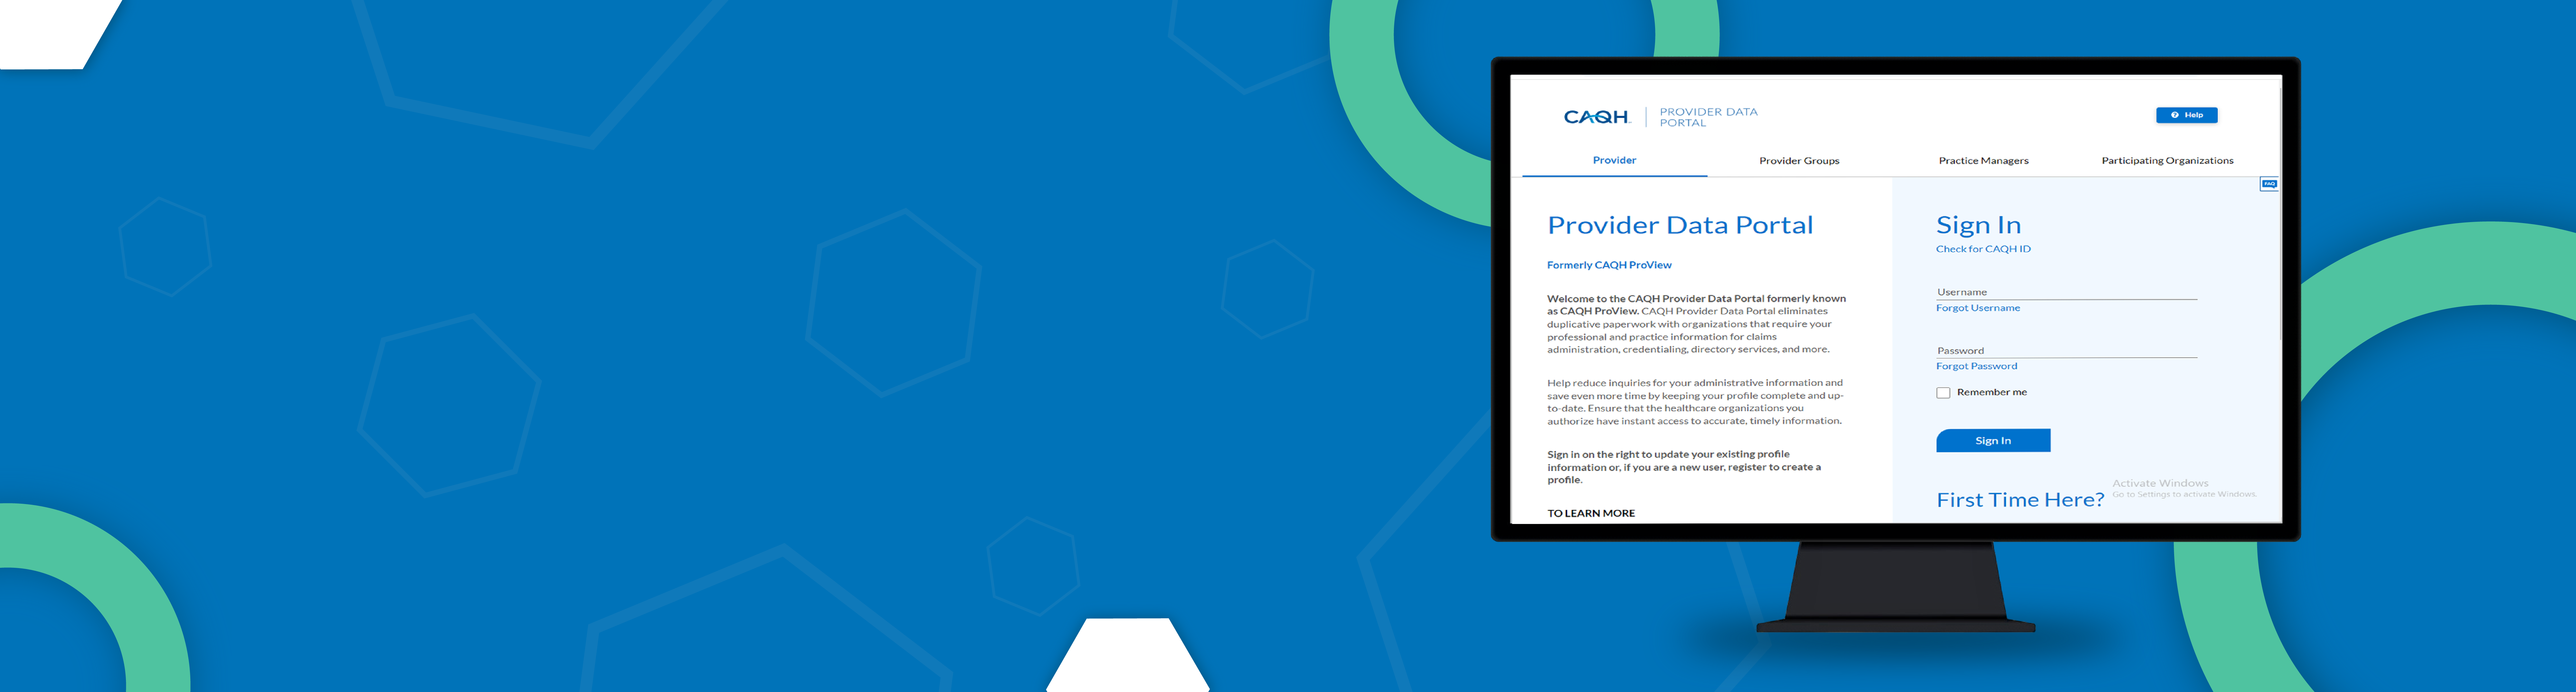 CAQH
PROVIDER DATA
PORTAL
Help
Provider
Provider Groups
Practice Managers
Participating Organizations
FAQ
Provider Data Portal
Formerly CAQH ProView
Welcome to the CAQH Provider Data Portal formerly known
as CAQH ProView. CAQH Provider Data Portal eliminates
duplicative paperwork with organizations that require your
professional and practice information for claims
administration, credentialing, directory services, and more.
Help reduce inquiries for your administrative information and
save even more time by keeping your profile complete and up-
to-date. Ensure that the healthcare organizations you
authorize have instant access to accurate, timely information.
Sign in on the right to update your existing profile
information or, if you are a new user, register to create a
profile.
TO LEARN MORE
Sign In
Check for CAQH ID
Username
Forgot Username
Password
Forgot Password
Remember me
Sign In
First Time Here?
Activate Windows
Go to Settings to activate Windows.